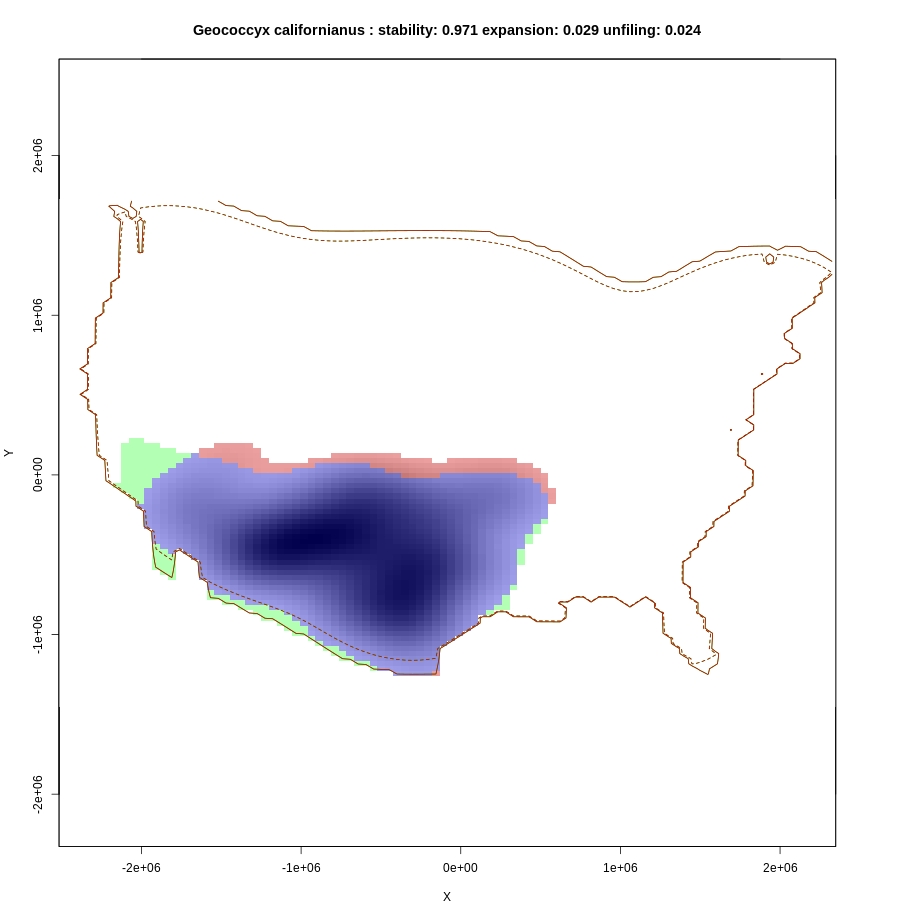 Geococcyx californianus : stability: 0.971 expansion: 0.029 unfiling: 0.024
2e+06
1e+06
Y
0e+00
-1e+06
-2e+06
-2e+06 -1e+06 0e+00 1e+06 2e+06
X